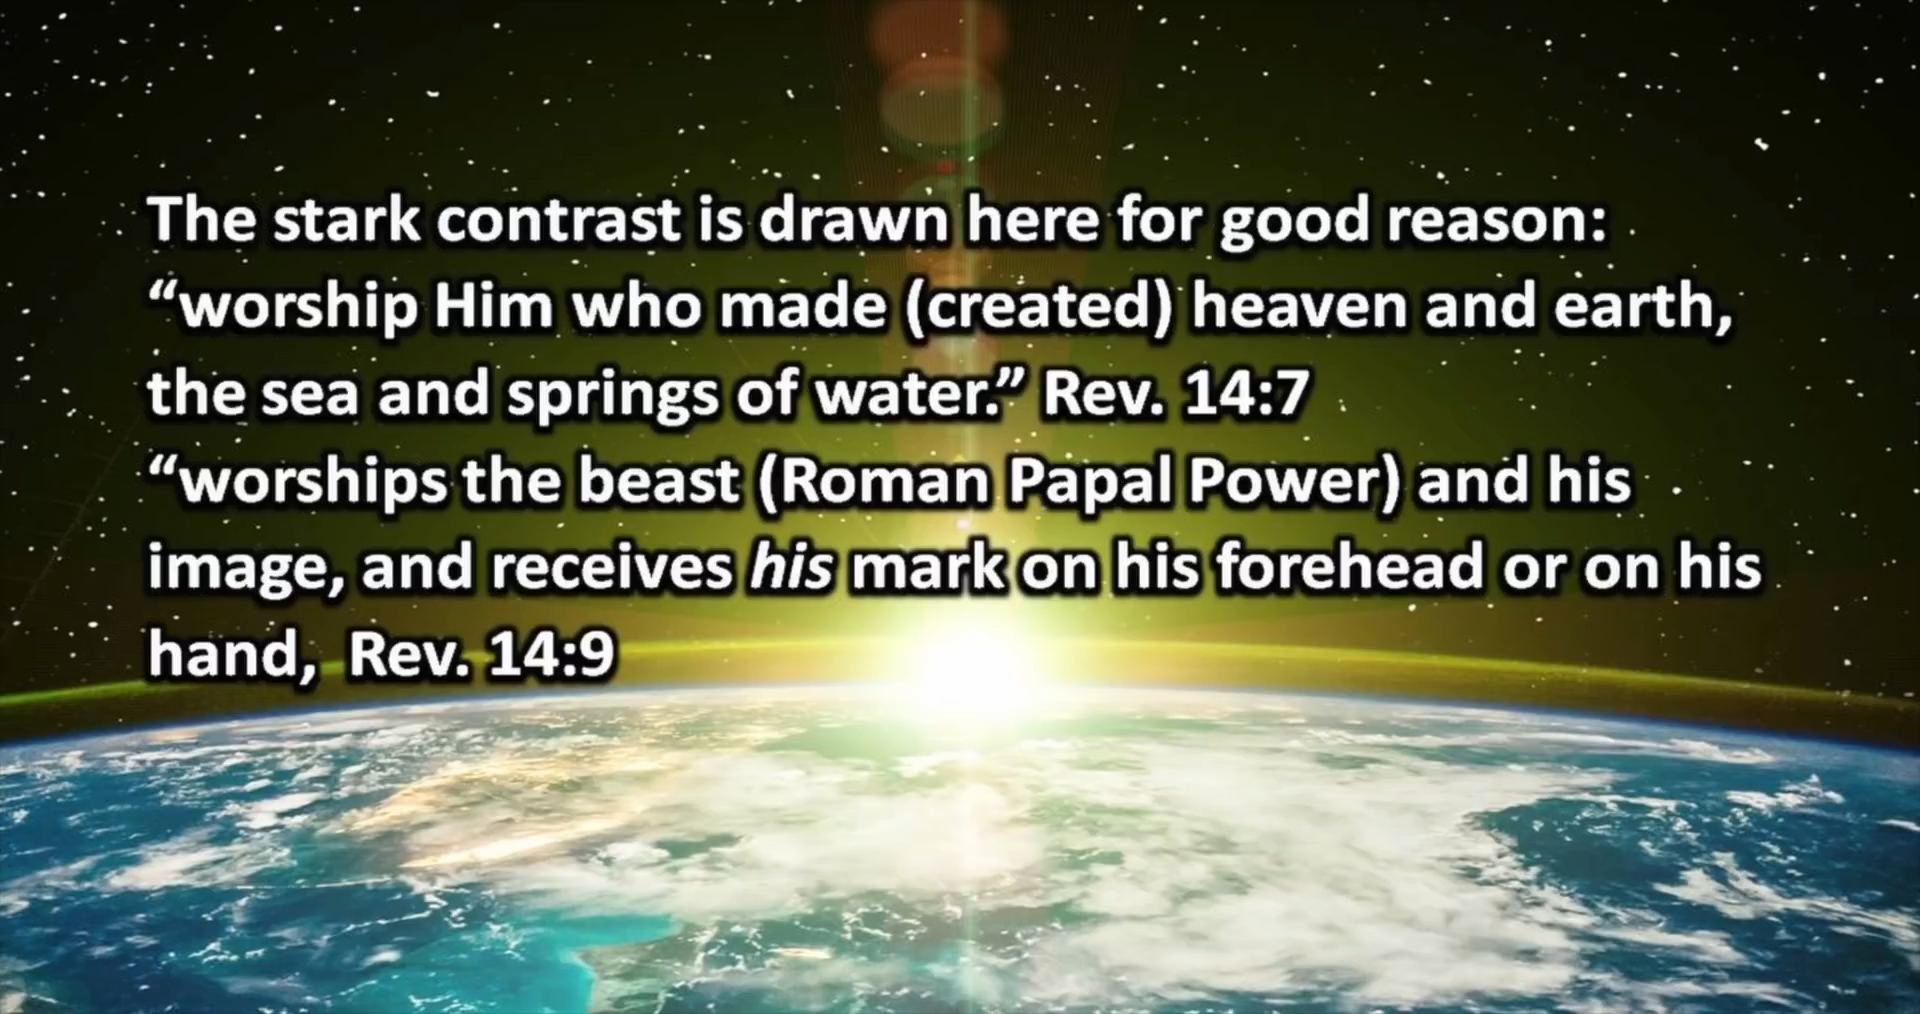 The stark contrast is drawn here for good reason:
“worship Him who made (created) heaven and earth,
the sea and springs of water.” Rev. 14:7
“worships the beast (Roman Papal Power) and his
image, and receives his mark on his forehead or on his
hand,  Rev. 14:9